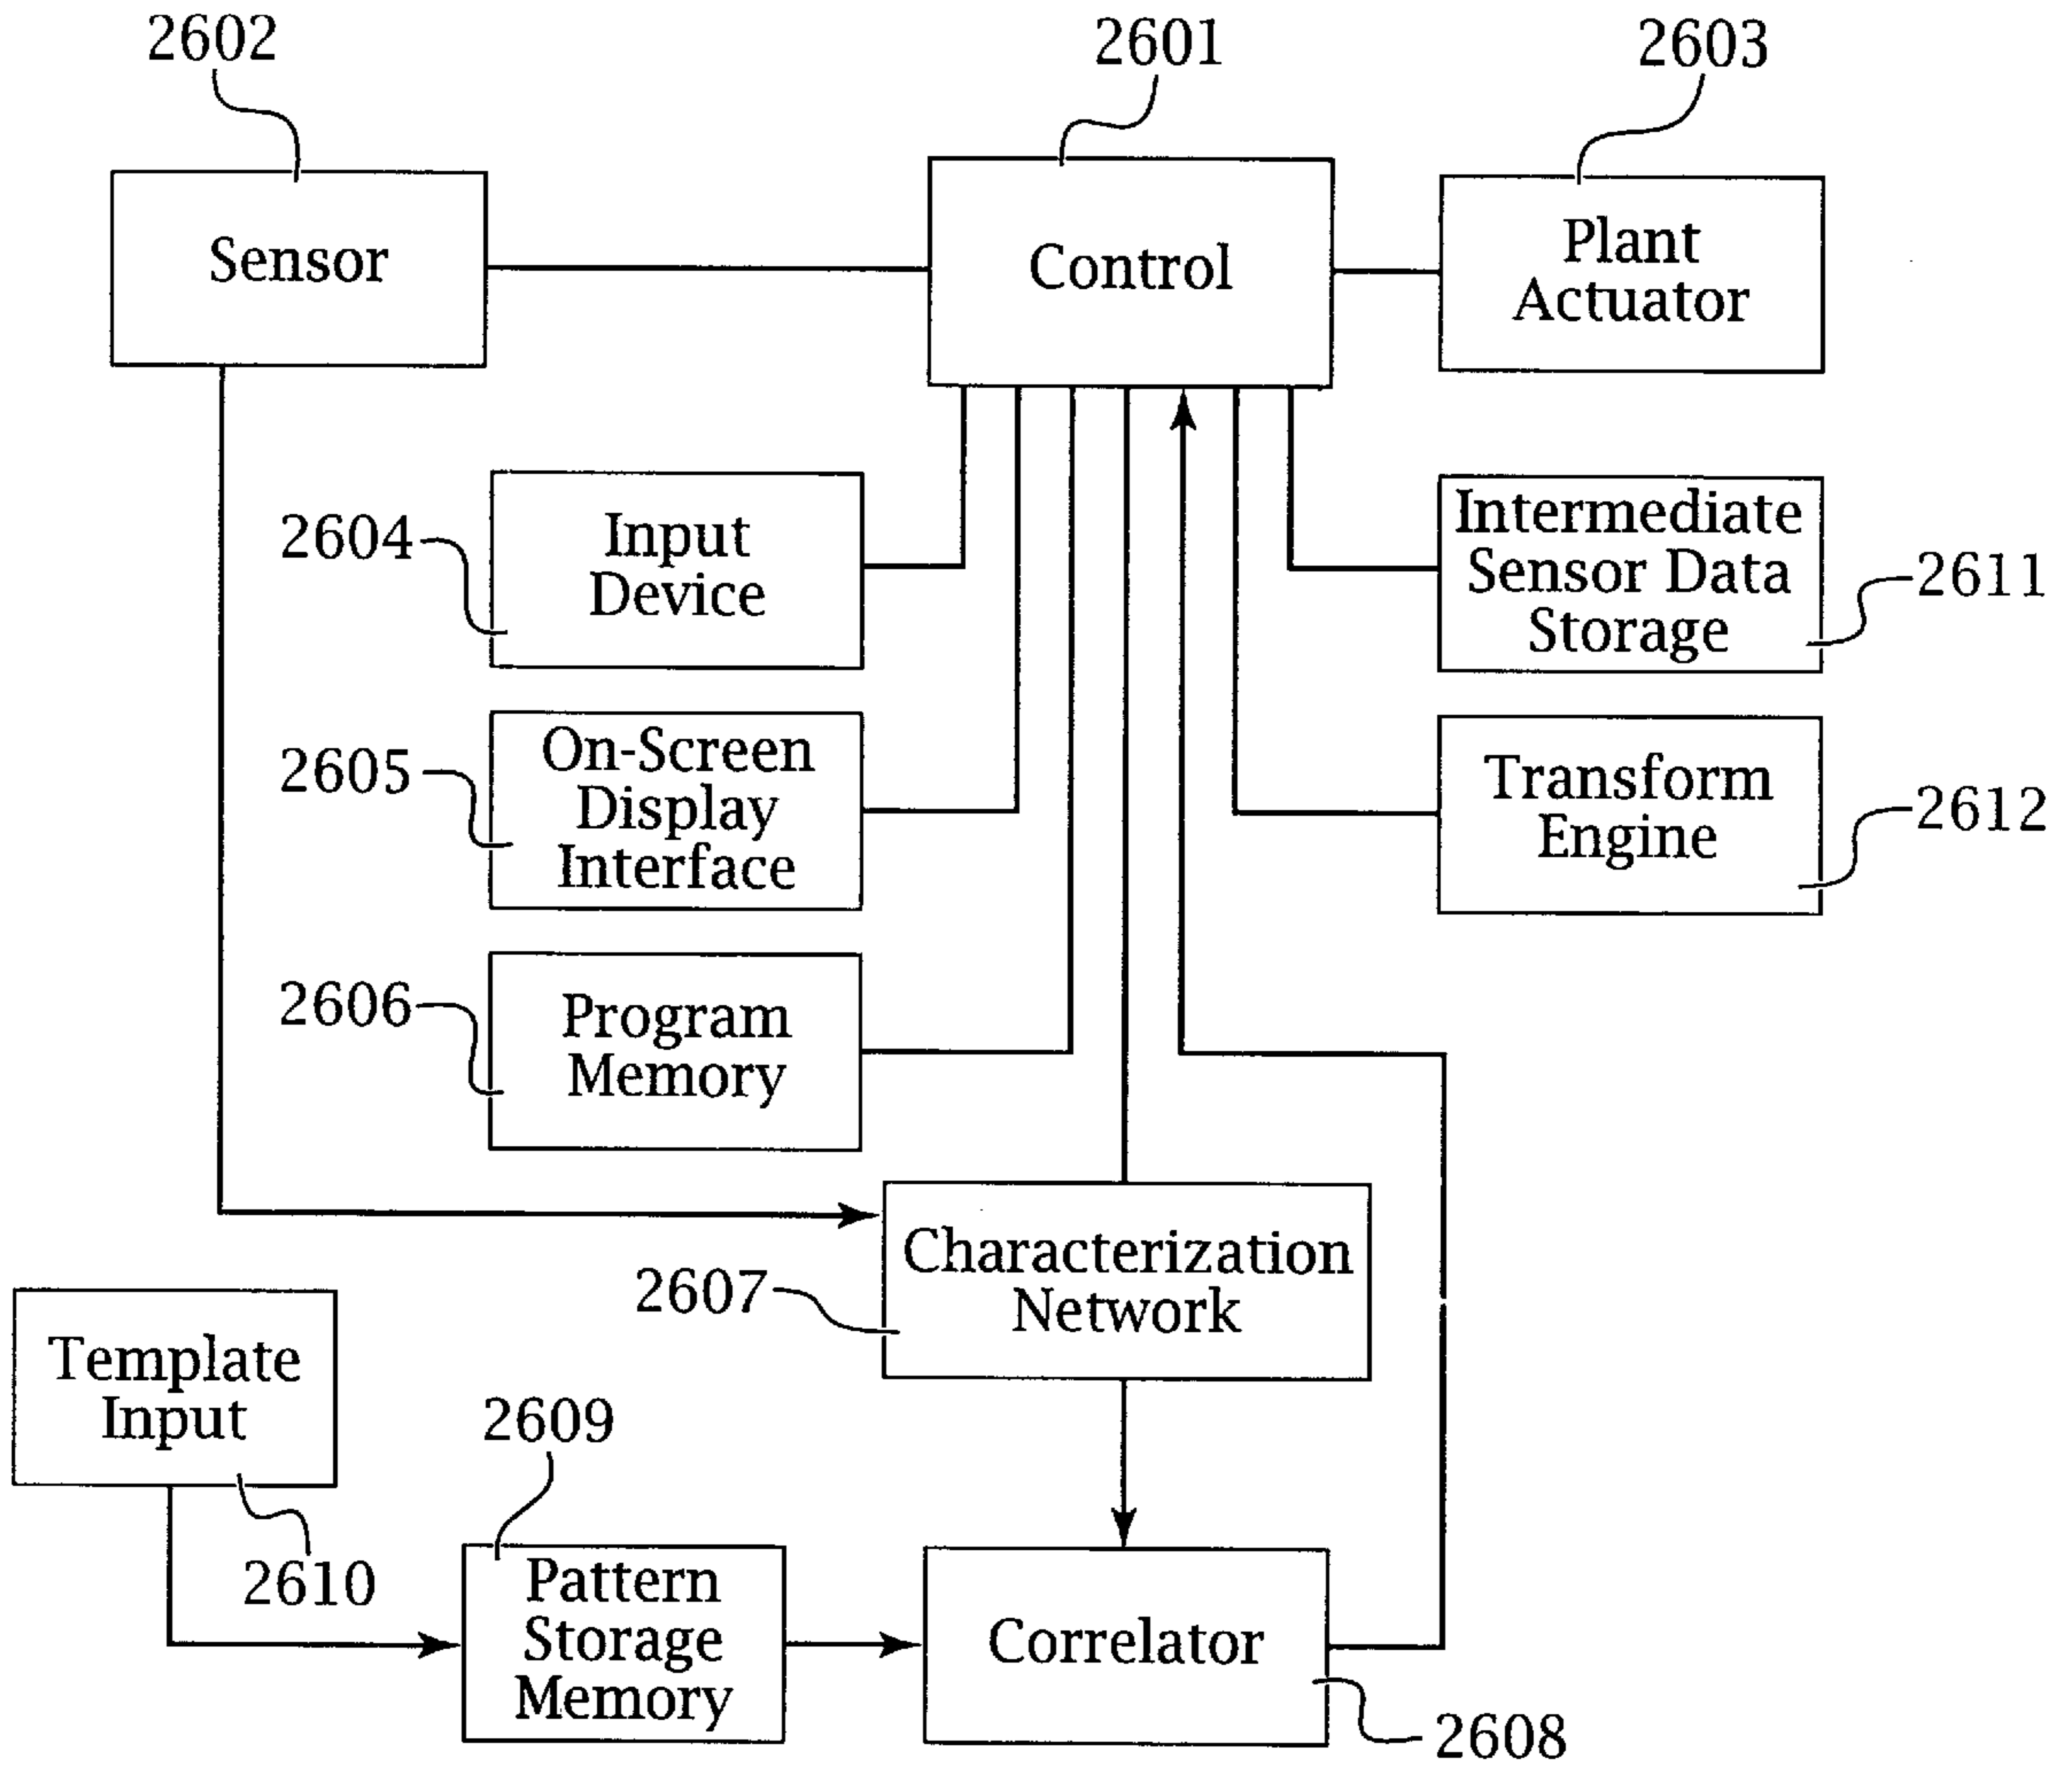 2602
2601
2603
Sensor
Control
Plant
Actuator
2604
Input
Device
Intermediate
Sensor Data
Storage
2611
2605
On-Screen
Display
Interface
Transform
Engine
2612
2606
Program
Memory
Characterization
Network
2607
Template
Input
2609
2610
Pattern
Storage
Memory
Correlator
2608